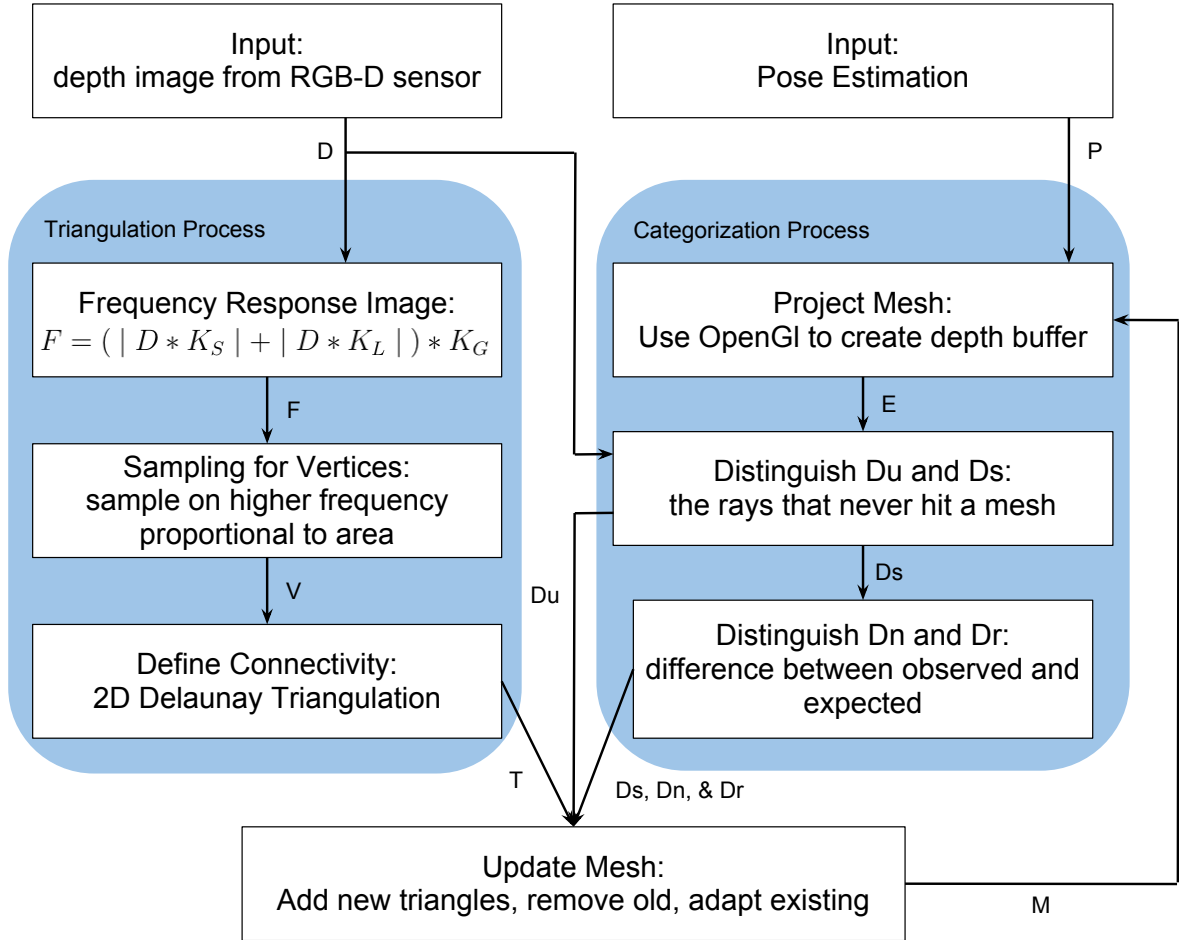 Input:
depth image from RGB-D sensor
Input:
Pose Estimation
D
P
Triangulation Process
Categorization Process
Frequency Response Image:
F = ( | D ∗ K_S | + | D ∗ K_L | ) ∗ K_G
Project Mesh:
Use OpenGl to create depth buffer
F
E
Sampling for Vertices:
sample on higher frequency
proportional to area
Distinguish Du and Ds:
the rays that never hit a mesh
V
Du
Ds
Define Connectivity:
2D Delaunay Triangulation
Distinguish Dn and Dr:
difference between observed and
expected
T
Ds, Dn, & Dr
Update Mesh:
Add new triangles, remove old, adapt existing
M